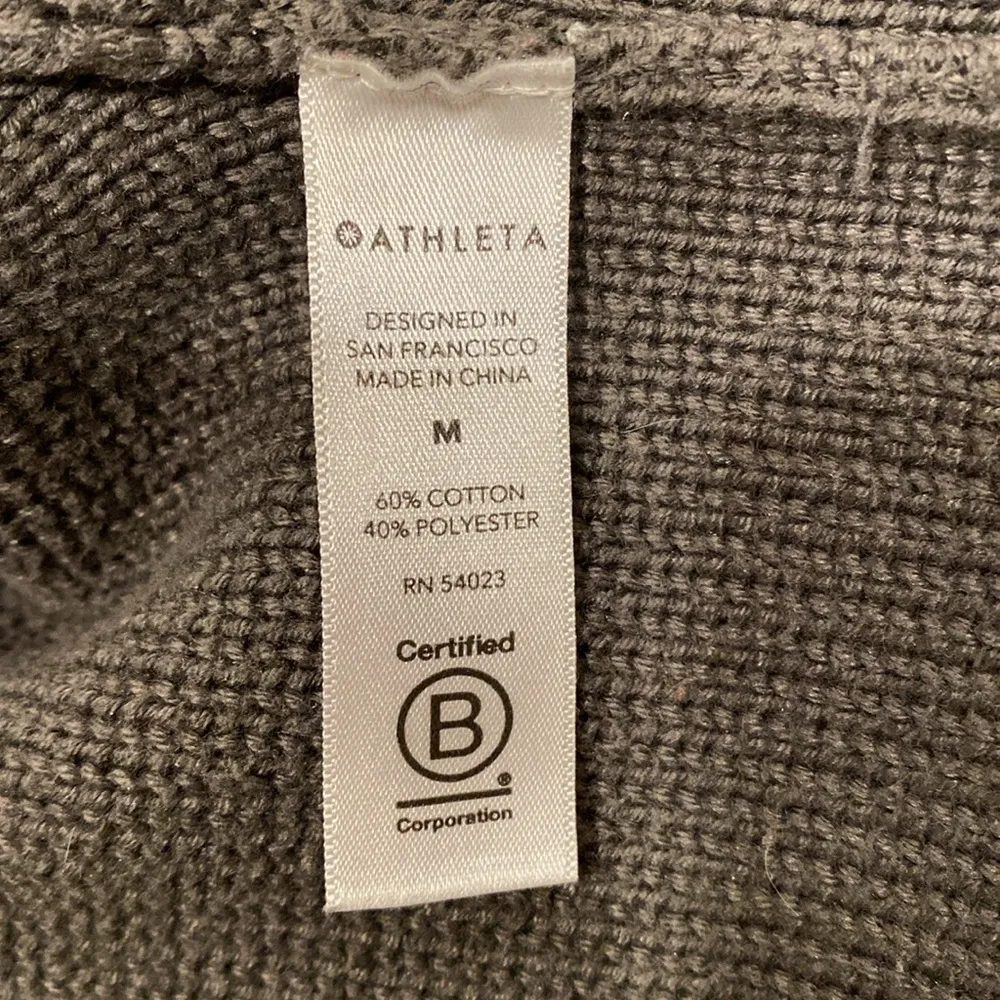 ATHLETA
DESIGNED IN
SAN FRANCISCO
MADE IN CHINA
M
60% COTTON
40% POLYESTER
RN 54023
Certified
B
®
Corporation